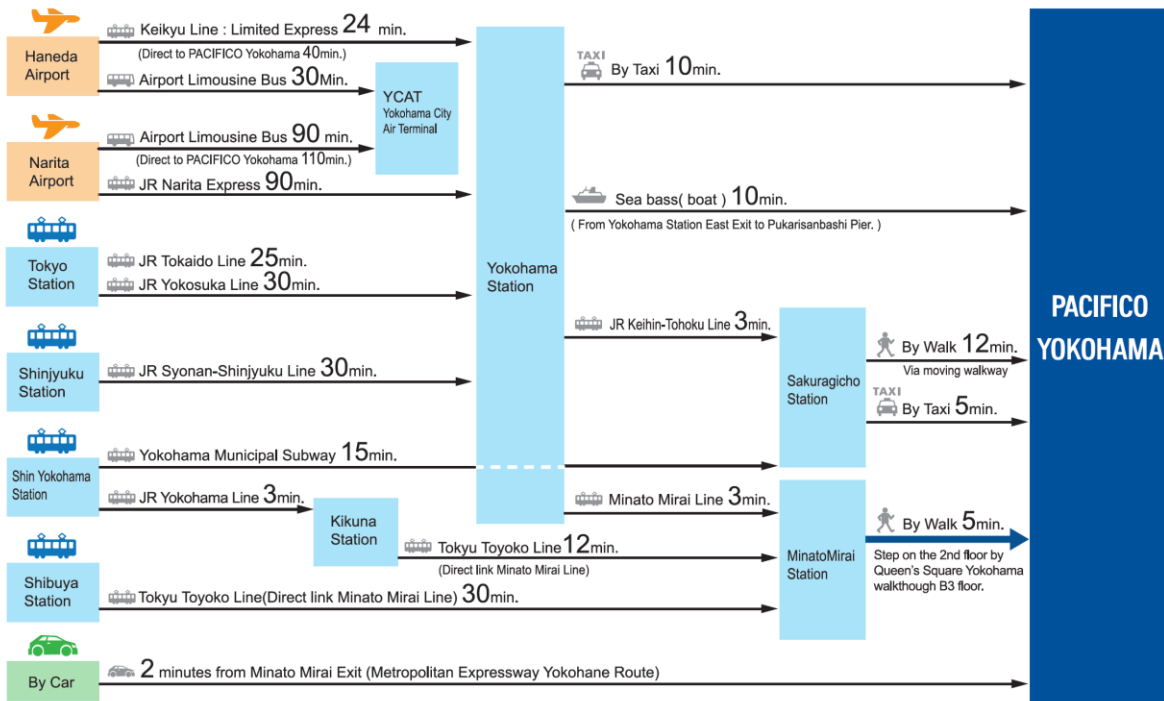 Haneda
Airport
Keikyu Line : Limited Express 24 min.
(Direct to PACIFICO Yokohama 40min.)
Airport Limousine Bus 30Min.
YCAT
Yokohama City
Air Terminal
Narita
Airport
Airport Limousine Bus 90 min.
(Direct to PACIFICO Yokohama 110min.)
JR Narita Express 90min.
Tokyo
Station
JR Tokaido Line 25min.
JR Yokosuka Line 30min.
Shinjyuku
Station
JR Syonan-Shinjyuku Line 30min.
Shin Yokohama
Station
Yokohama Municipal Subway 15min.
JR Yokohama Line 3min.
Kikuna
Station
Tokyu Toyoko Line 12min.
(Direct link Minato Mirai Line)
Shibuya
Station
Tokyu Toyoko Line(Direct link Minato Mirai Line) 30min.
By Car
2 minutes from Minato Mirai Exit (Metropolitan Expressway Yokohane Route)
Yokohama
Station
TAXI
By Taxi 10min.
Sea bass( boat ) 10min.
( From Yokohama Station East Exit to Pukarisanbashi Pier. )
JR Keihin-Tohoku Line 3min.
Sakuragicho
Station
By Walk 12min.
Via moving walkway
TAXI
By Taxi 5min.
Minato Mirai Line 3min.
MinatoMirai
Station
By Walk 5min.
Step on the 2nd floor by
Queen's Square Yokohama
walkthough B3 floor.
PACIFICO
YOKOHAMA